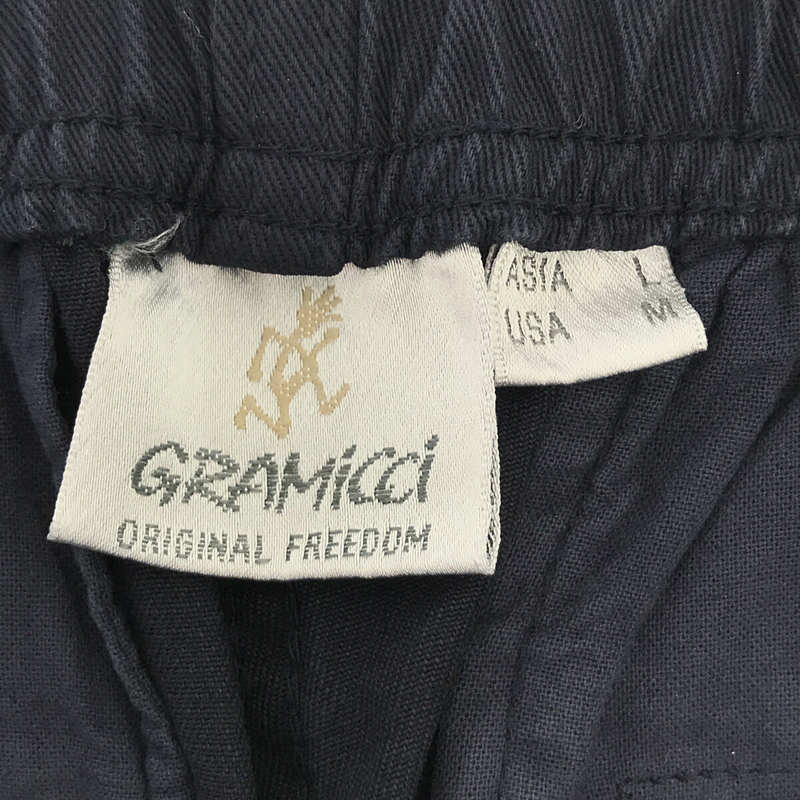 GRAMiCCi
ORIGINAL FREEDOM
ASIA L
USA M